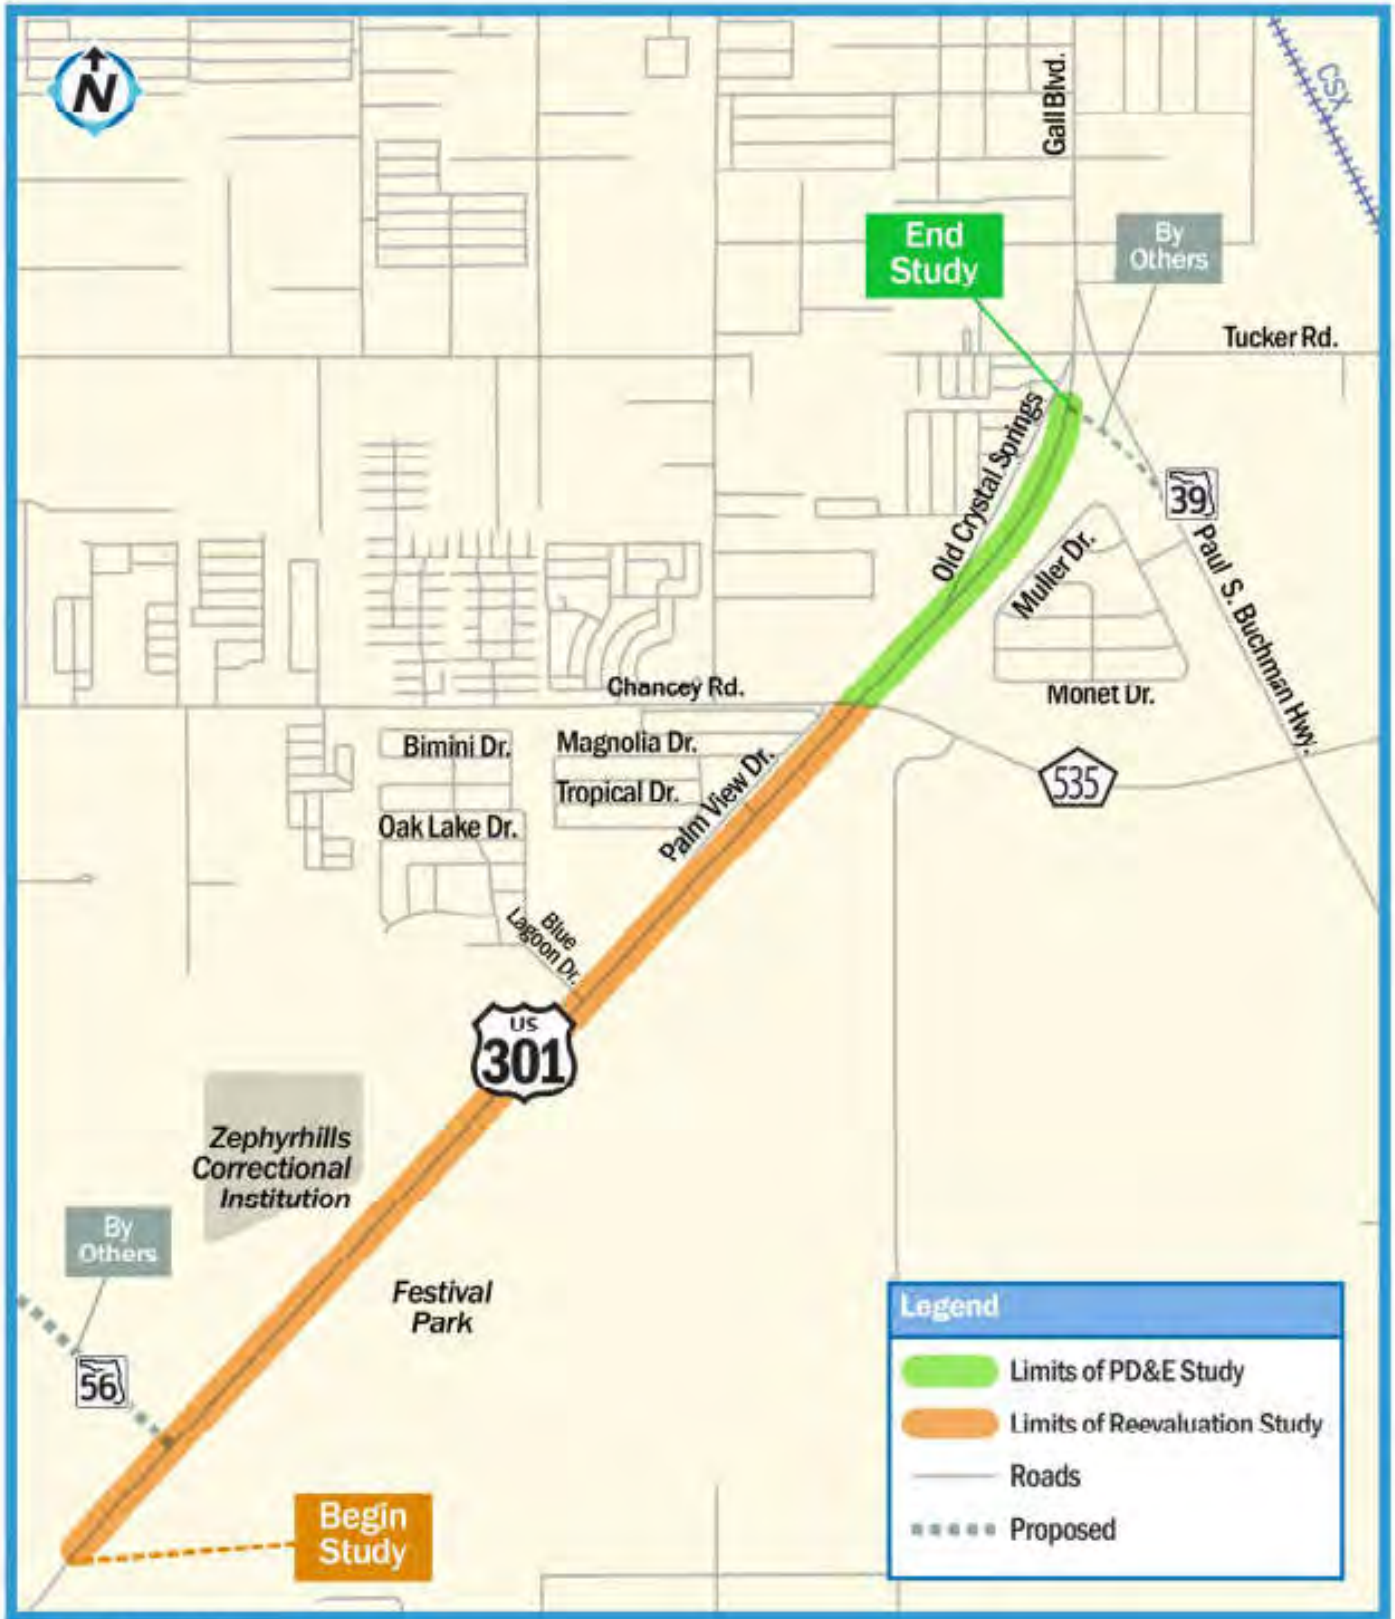 N
Gall Blvd.
CSX
End
Study
By
Others
Tucker Rd.
Old Crystal Springs
39
Muller Dr.
Paul S. Buchman Hwy.
Chancey Rd.
Monet Dr.
Bimini Dr.
Magnolia Dr.
535
Tropical Dr.
Palm View Dr.
Oak Lake Dr.
Blue
Lagoon Dr.
US
301
Zephyrhills
Correctional
Institution
By
Others
Festival
Park
56
Begin
Study
Legend
Limits of PD&E Study
Limits of Reevaluation Study
Roads
Proposed